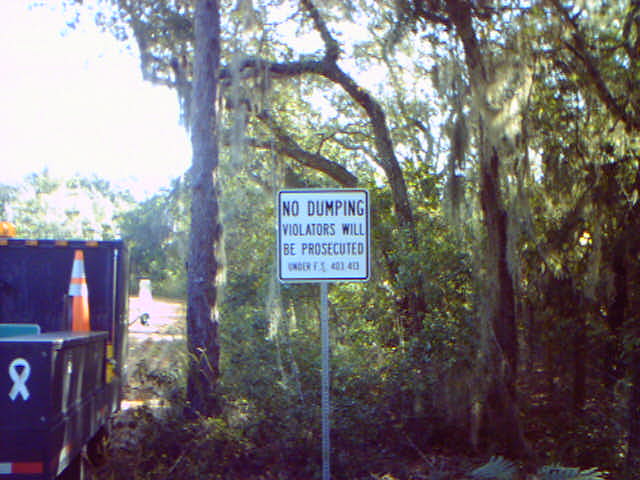 NO DUMPING
VIOLATORS WILL
BE PROSECUTED
UNDER F.S. 403.413